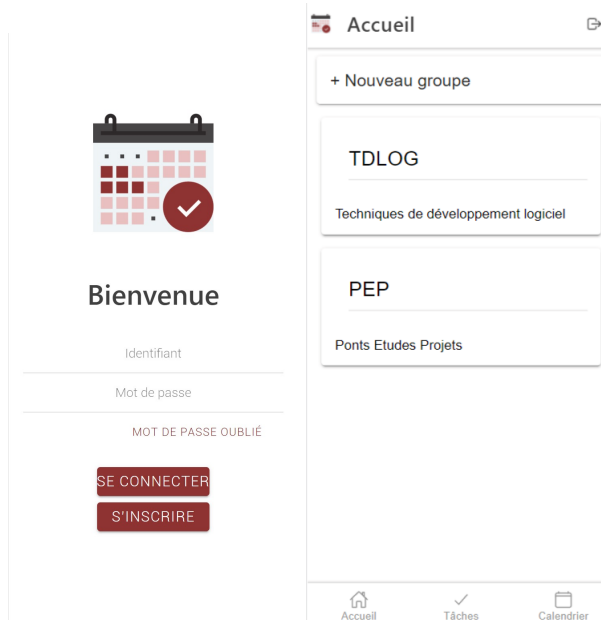 Bienvenue
Identifiant
Mot de passe
MOT DE PASSE OUBLIÉ
SE CONNECTER
S'INSCRIRE
Accueil
+ Nouveau groupe
TDLOG
Techniques de développement logiciel
PEP
Ponts Etudes Projets
Accueil
Tâches
Calendrier